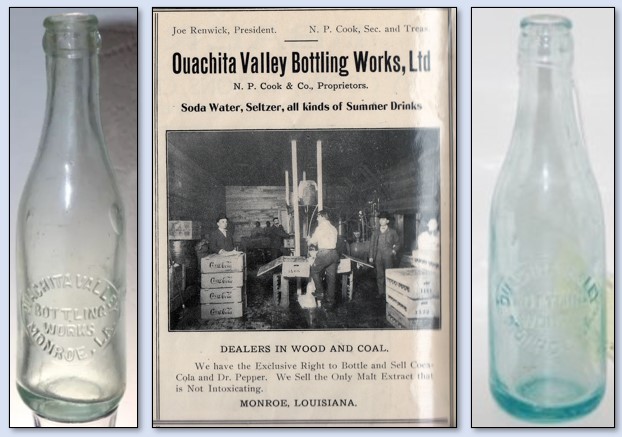 OUACHITA VALLEY
BOTTLING
WORKS
MONROE, LA.
Joe Renwick, President. N. P. Cook, Sec. and Treas.
Ouachita Valley Bottling Works, Ltd
N. P. Cook & Co., Proprietors.
Soda Water, Seltzer, all kinds of Summer Drinks
DEALERS IN WOOD AND COAL.
We have the Exclusive Right to Bottle and Sell Coca
Cola and Dr. Pepper. We Sell the Only Malt Extract that
is Not Intoxicating.
MONROE, LOUISIANA.